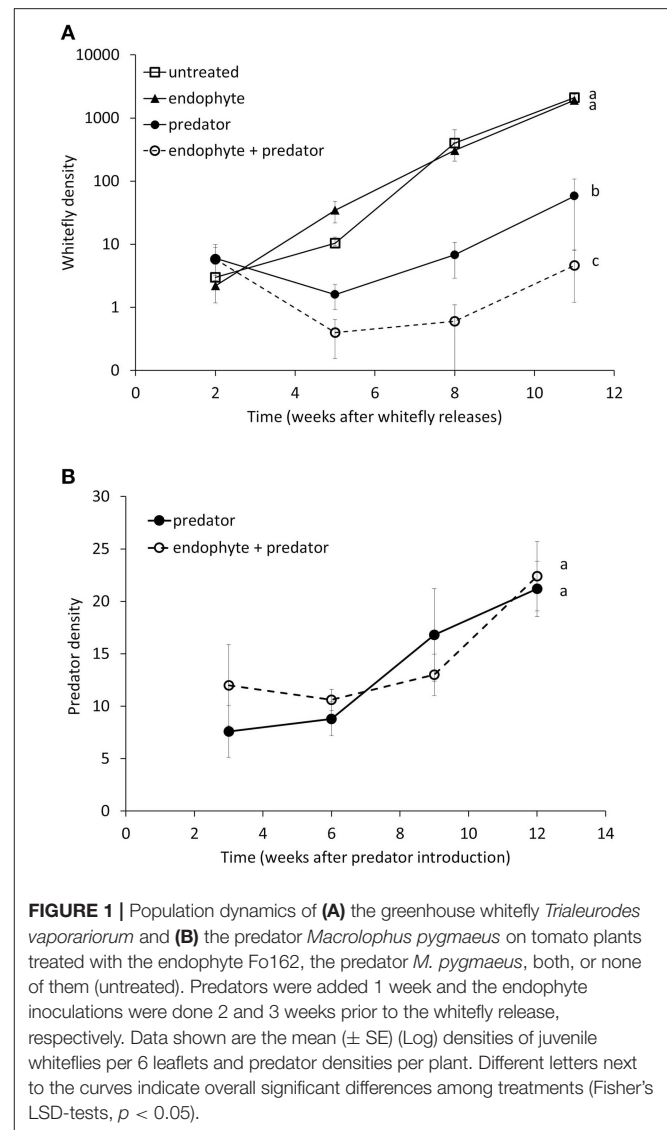 A
10000
1000
100
10
1
0
Whitefly density
untreated
endophyte
predator
endophyte + predator
a
a
b
c
0 2 4 6 8 10 12
Time (weeks after whitefly releases)
B
30
25
20
15
10
5
0
Predator density
predator
endophyte + predator
a
a
0 2 4 6 8 10 12 14
Time (weeks after predator introduction)
FIGURE 1 | Population dynamics of (A) the greenhouse whitefly Trialeurodes
vaporariorum and (B) the predator Macrolophus pygmaeus on tomato plants
treated with the endophyte Fo162, the predator M. pygmaeus, both, or none
of them (untreated). Predators were added 1 week and the endophyte
inoculations were done 2 and 3 weeks prior to the whitefly release,
respectively. Data shown are the mean (± SE) (Log) densities of juvenile
whiteflies per 6 leaflets and predator densities per plant. Different letters next
to the curves indicate overall significant differences among treatments (Fisher's
LSD-tests, p < 0.05).